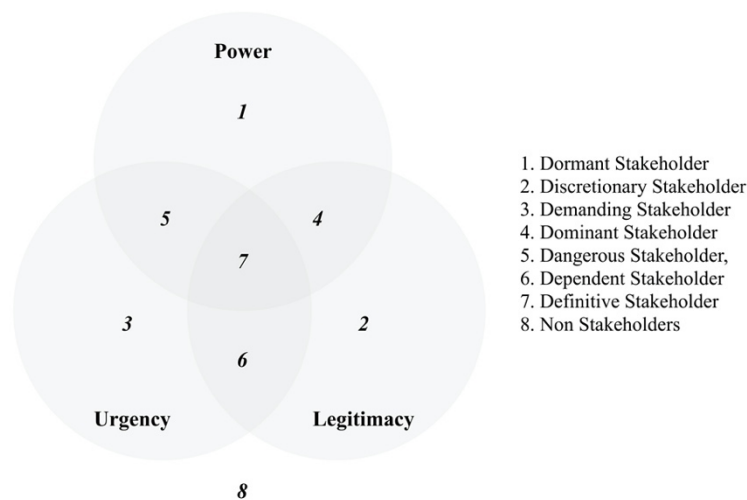 Power
1
5
4
7
3
2
6
Urgency
Legitimacy
8
1. Dormant Stakeholder
2. Discretionary Stakeholder
3. Demanding Stakeholder
4. Dominant Stakeholder
5. Dangerous Stakeholder,
6. Dependent Stakeholder
7. Definitive Stakeholder
8. Non Stakeholders